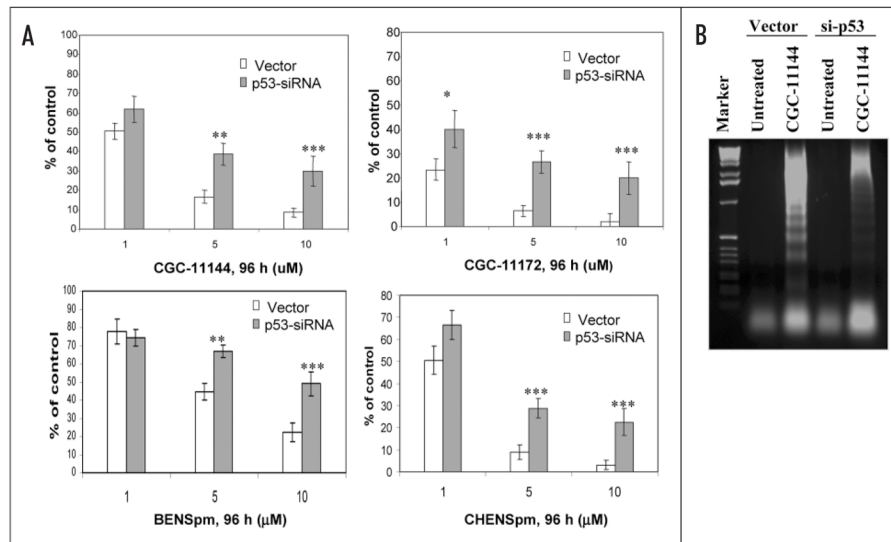 A
% of control
100
90
80
70
60
50
40
30
20
10
0
Vector
p53-siRNA
**
***
1 5 10
CGC-11144, 96 h (uM)
% of control
80
70
60
50
40
30
20
10
0
Vector
p53-siRNA
*
***
***
1 5 10
CGC-11172, 96 h (uM)
% of control
100
90
80
70
60
50
40
30
20
10
0
Vector
p53-siRNA
**
***
1 5 10
BENSpm, 96 h (µM)
% of control
80
70
60
50
40
30
20
10
0
Vector
p53-siRNA
***
***
1 5 10
CHENSpm, 96 h (µM)
B
Vector si-p53
Marker
Untreated
CGC-11144
Untreated
CGC-11144